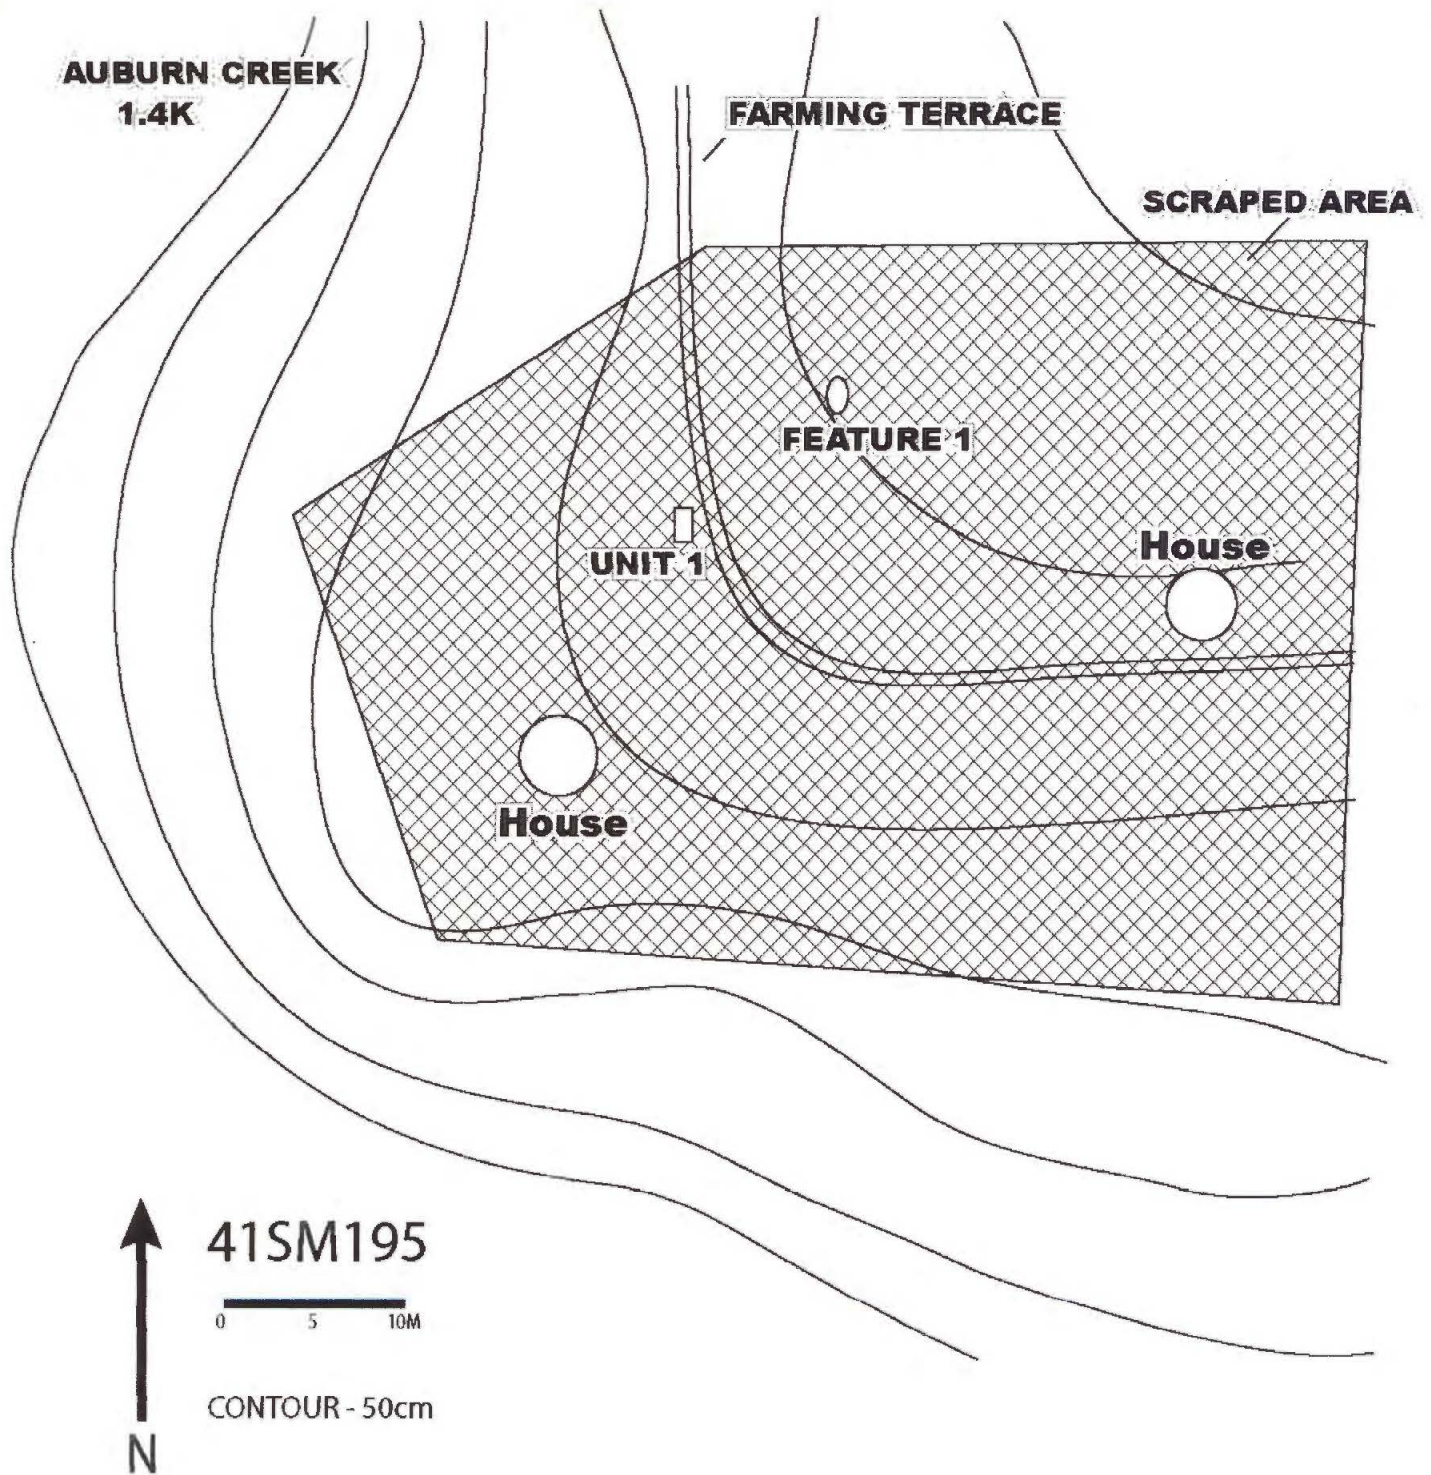 AUBURN CREEK
1.4K
FARMING TERRACE
SCRAPED AREA
FEATURE 1
House
UNIT 1
House
41SM195
0 5 10M
CONTOUR - 50cm
N